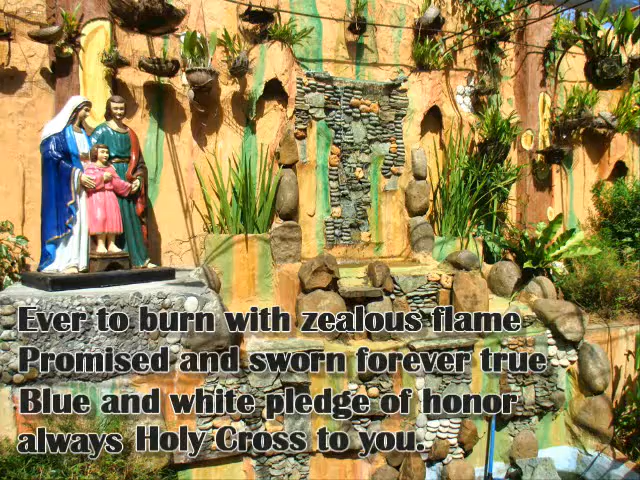 Ever to burn with zealous flame
Promised and sworn forever true
Blue and white pledge of honor
always Holy Cross to you.